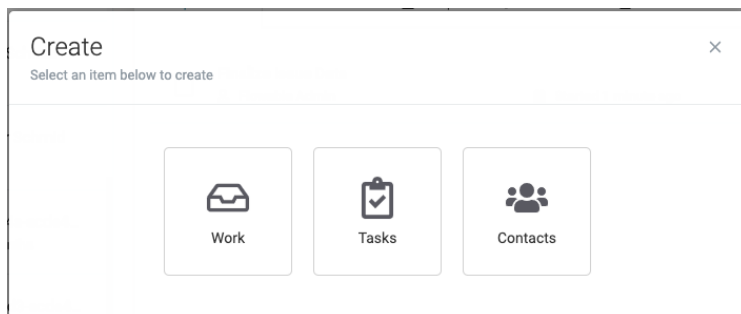 Create
Select an item below to create
Work
Tasks
Contacts